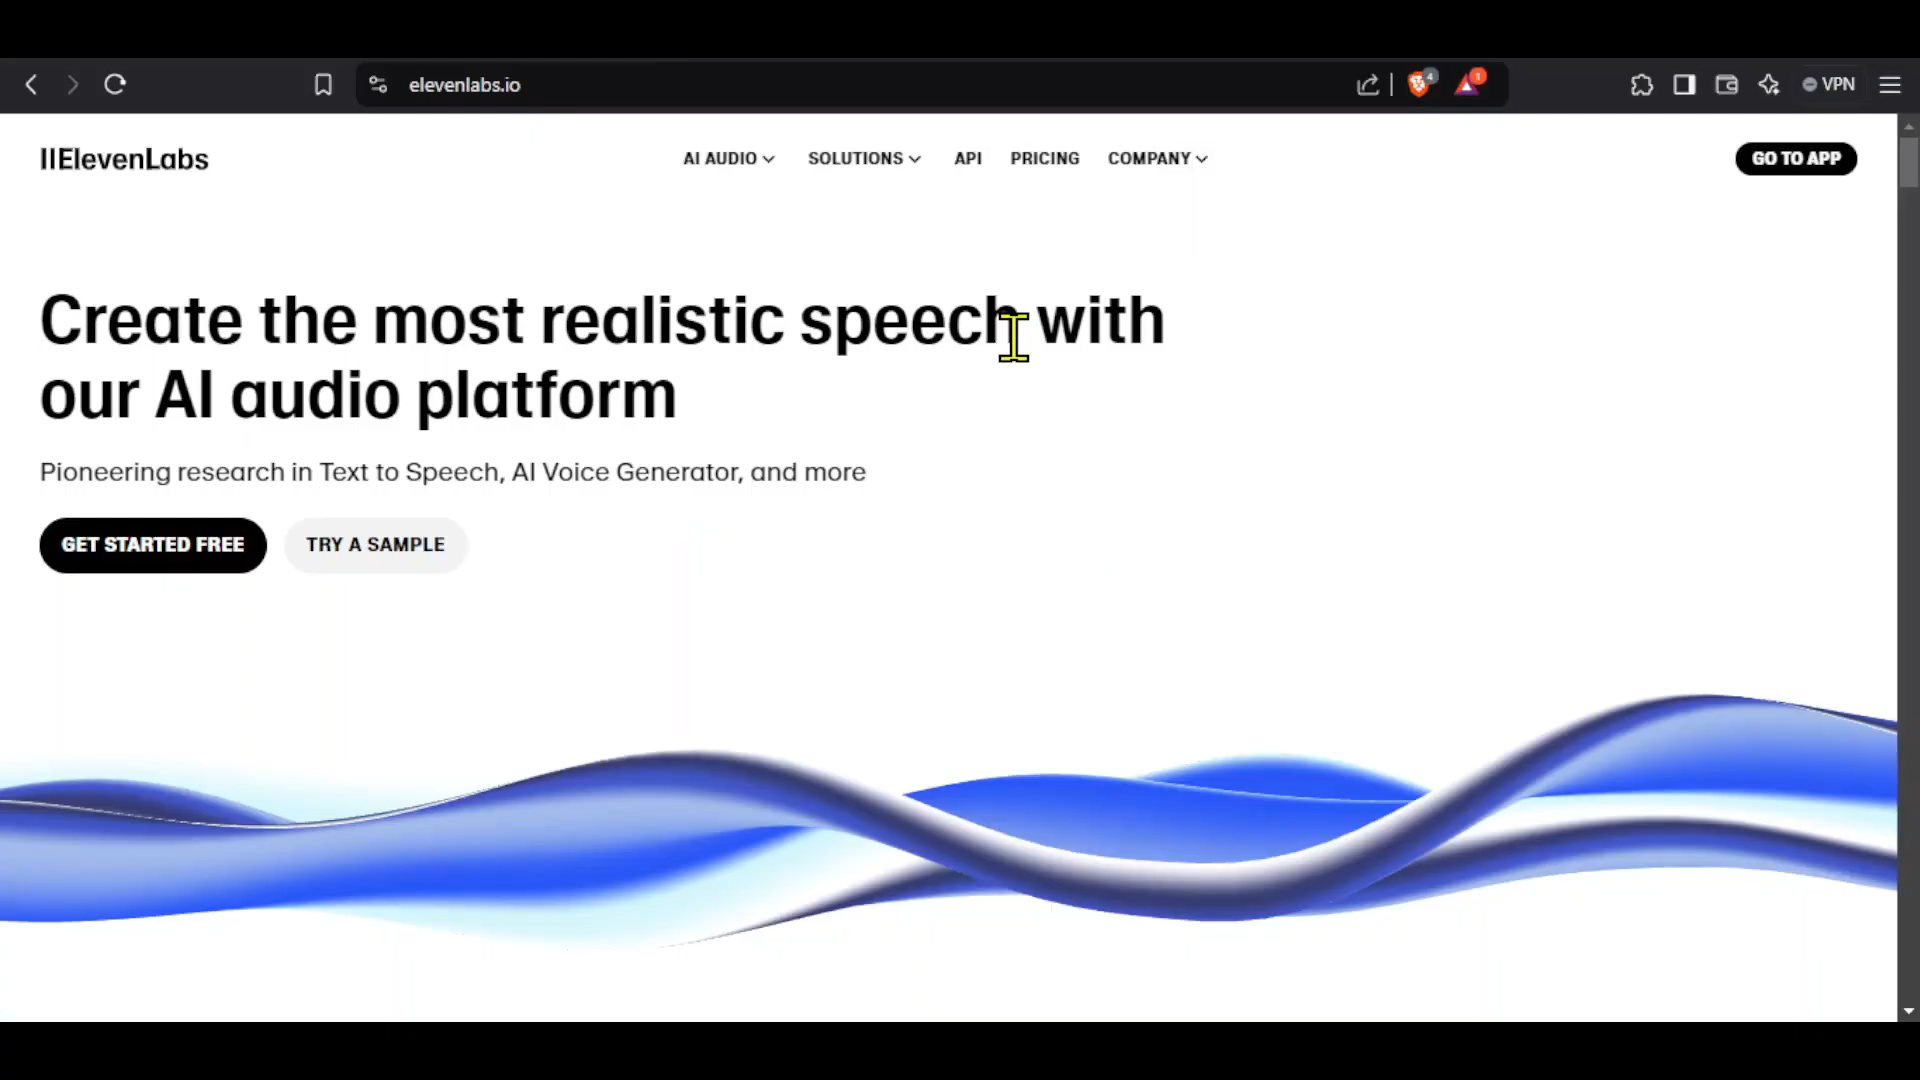 elevenlabs.io
4
1
VPN
IIElevenLabs
AI AUDIO
SOLUTIONS
API
PRICING
COMPANY
GO TO APP
Create the most realistic speech with
our AI audio platform
Pioneering research in Text to Speech, AI Voice Generator, and more
GET STARTED FREE
TRY A SAMPLE